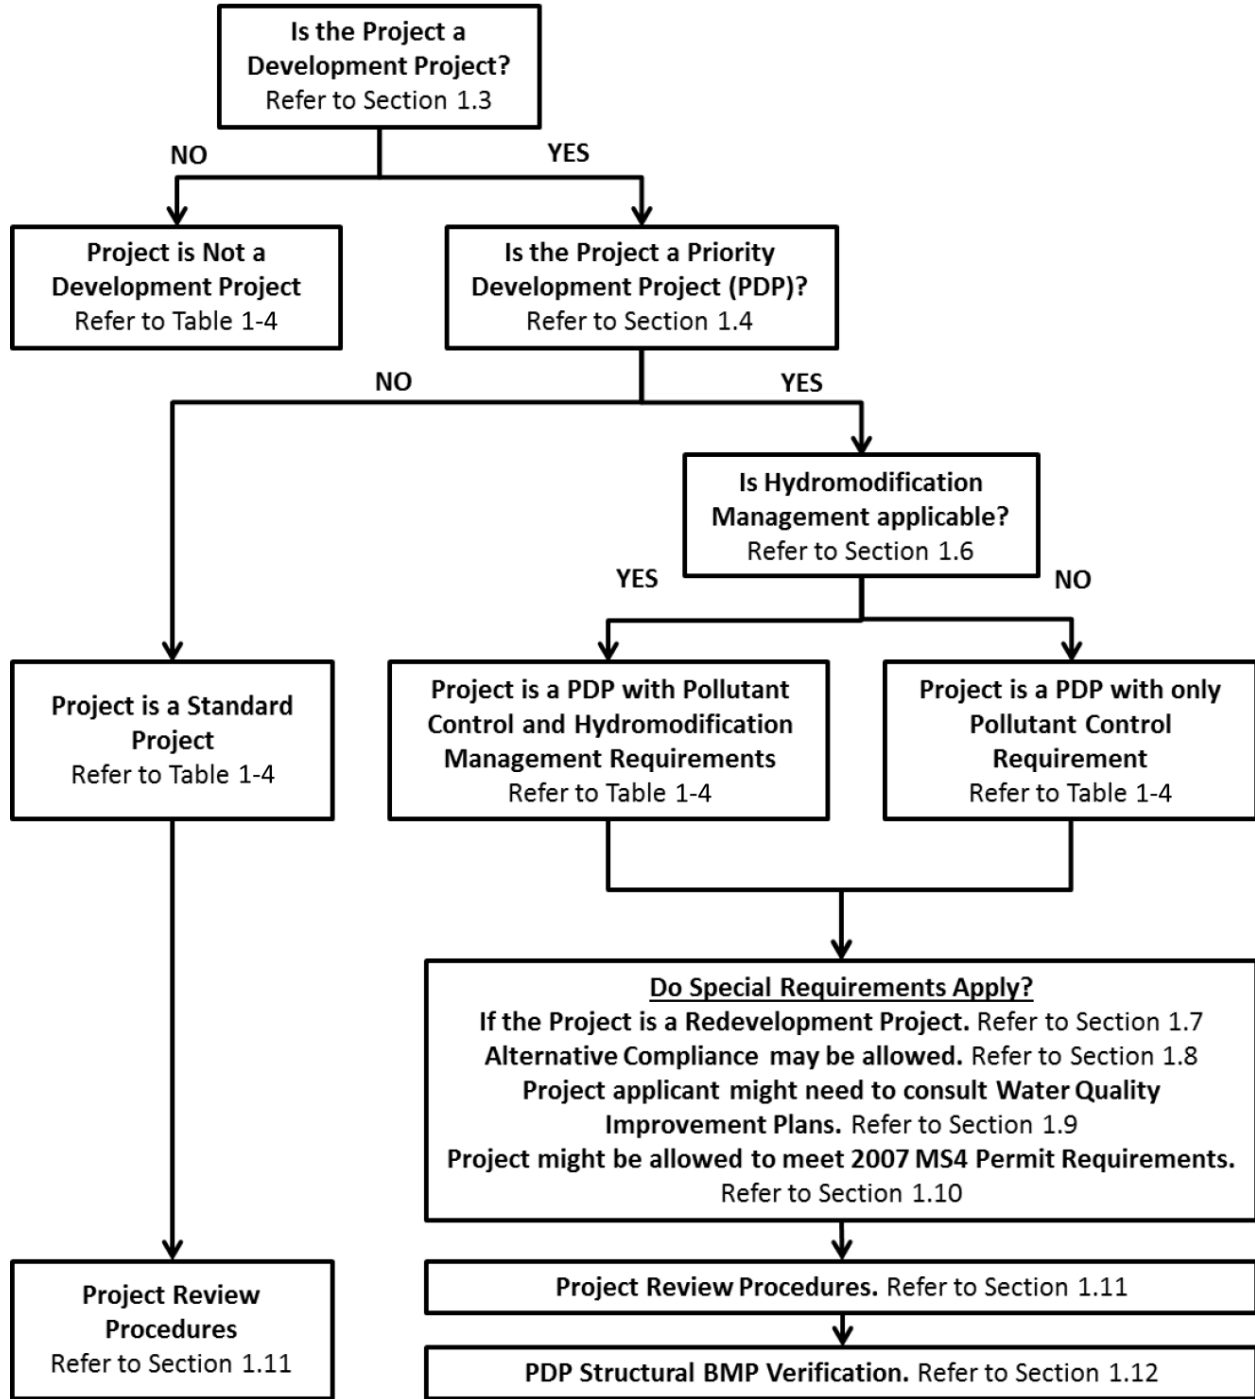 Is the Project a
Development Project?
Refer to Section 1.3
NO
YES
Project is Not a
Development Project
Refer to Table 1-4
Is the Project a Priority
Development Project (PDP)?
Refer to Section 1.4
NO
YES
Is Hydromodification
Management applicable?
Refer to Section 1.6
YES
NO
Project is a Standard
Project
Refer to Table 1-4
Project is a PDP with Pollutant
Control and Hydromodification
Management Requirements
Refer to Table 1-4
Project is a PDP with only
Pollutant Control
Requirement
Refer to Table 1-4
Do Special Requirements Apply?
If the Project is a Redevelopment Project. Refer to Section 1.7
Alternative Compliance may be allowed. Refer to Section 1.8
Project applicant might need to consult Water Quality
Improvement Plans. Refer to Section 1.9
Project might be allowed to meet 2007 MS4 Permit Requirements.
Refer to Section 1.10
Project Review
Procedures
Refer to Section 1.11
Project Review Procedures. Refer to Section 1.11
PDP Structural BMP Verification. Refer to Section 1.12